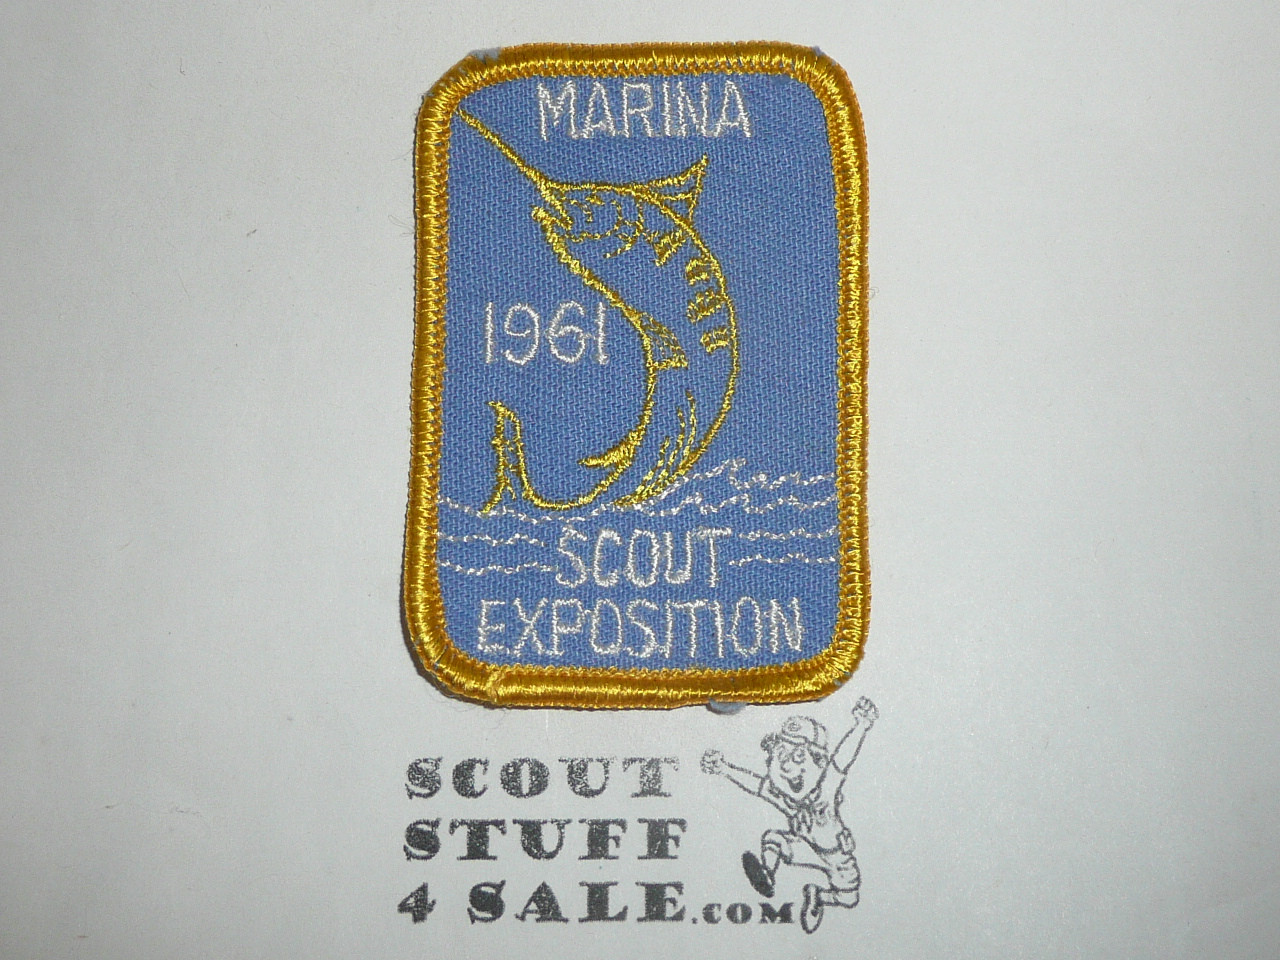 MARINA
1961
SCOUT
EXPOSITION
SCOUT
STUFF
4 SALE.COM